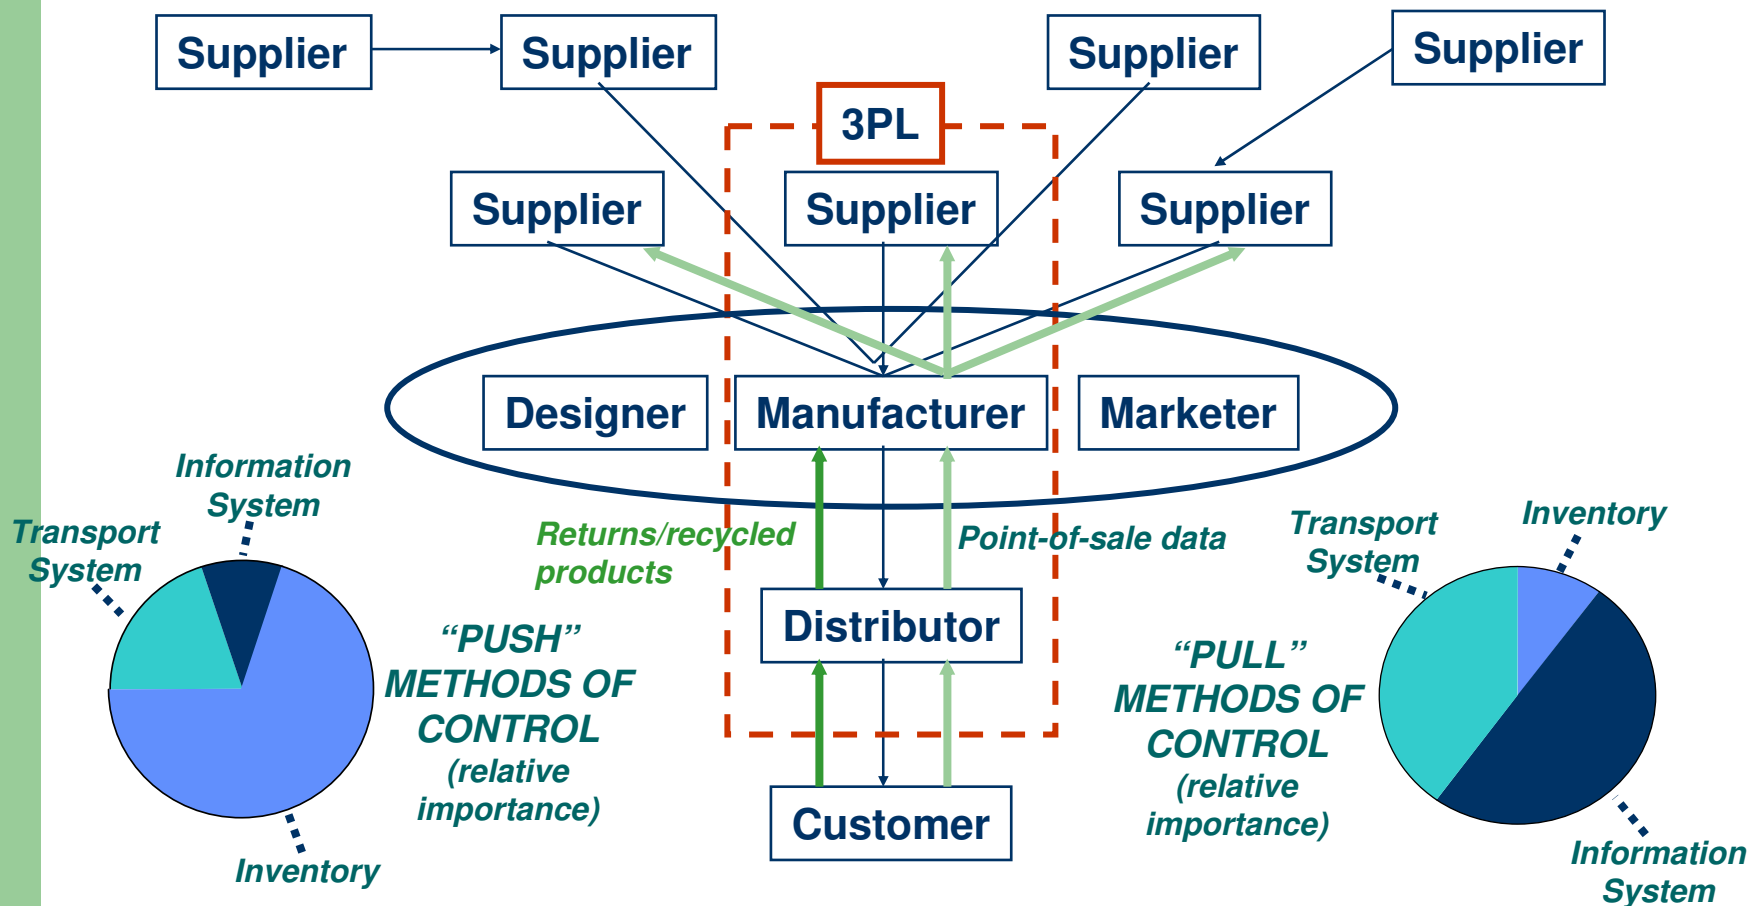 Supplier
Supplier
Supplier
Supplier
3PL
Supplier
Supplier
Supplier
Designer
Manufacturer
Marketer
Information
System
Transport
System
Returns/recycled
products
Point-of-sale data
Transport
System
Inventory
Distributor
“PUSH”
METHODS OF
CONTROL
(relative
importance)
“PULL”
METHODS OF
CONTROL
(relative
importance)
Customer
Inventory
Information
System